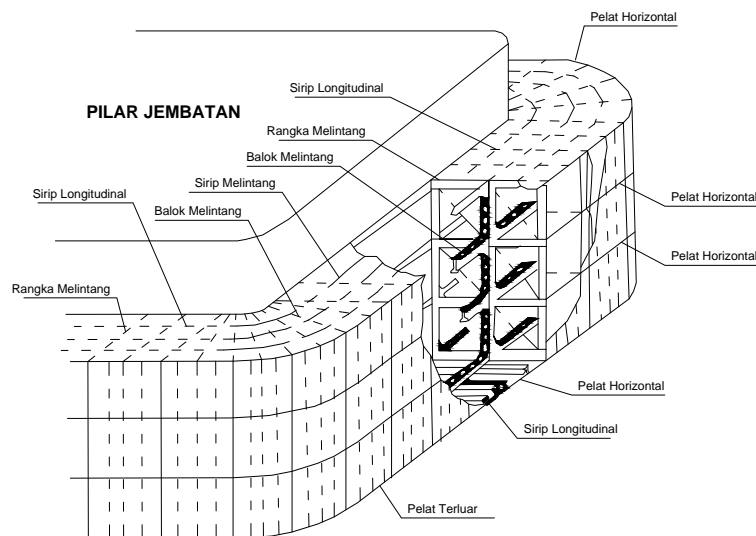 Pelat Horizontal
Sirip Longitudinal
PILAR JEMBATAN
Rangka Melintang
Balok Melintang
Sirip Melintang
Sirip Longitudinal
Balok Melintang
Pelat Horizontal
Pelat Horizontal
Rangka Melintang
Pelat Horizontal
Sirip Longitudinal
Pelat Terluar